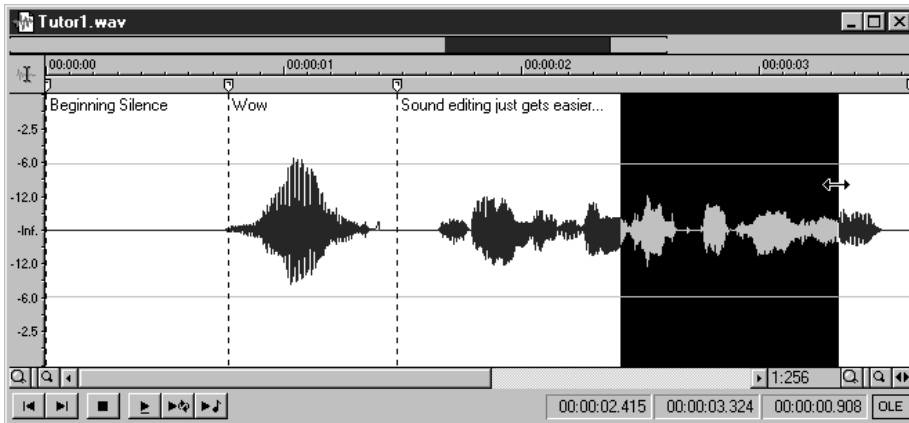 Tutor1.wav
00:00:00 00:00:01 00:00:02 00:00:03
Beginning Silence Wow Sound editing just gets easier...
-2.5
-6.0
-12.0
-Inf.
-12.0
-6.0
-2.5
1:256
00:00:02.415 00:00:03.324 00:00:00.908 OLE